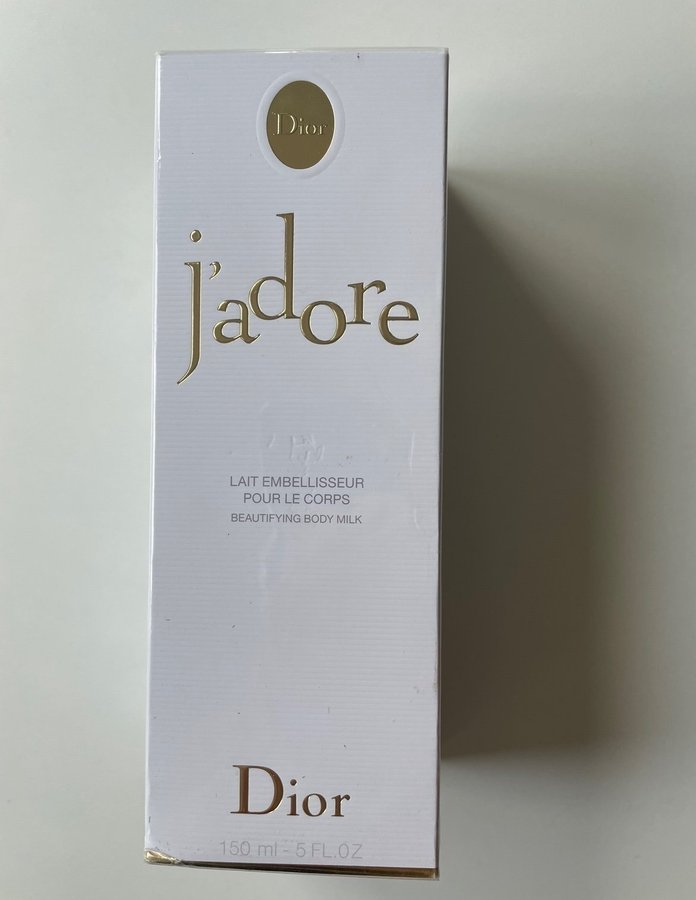 Dior
j'adore
LAIT EMBELLISSEUR
POUR LE CORPS
BEAUTIFYING BODY MILK
Dior
150 ml - 5 FL.OZ